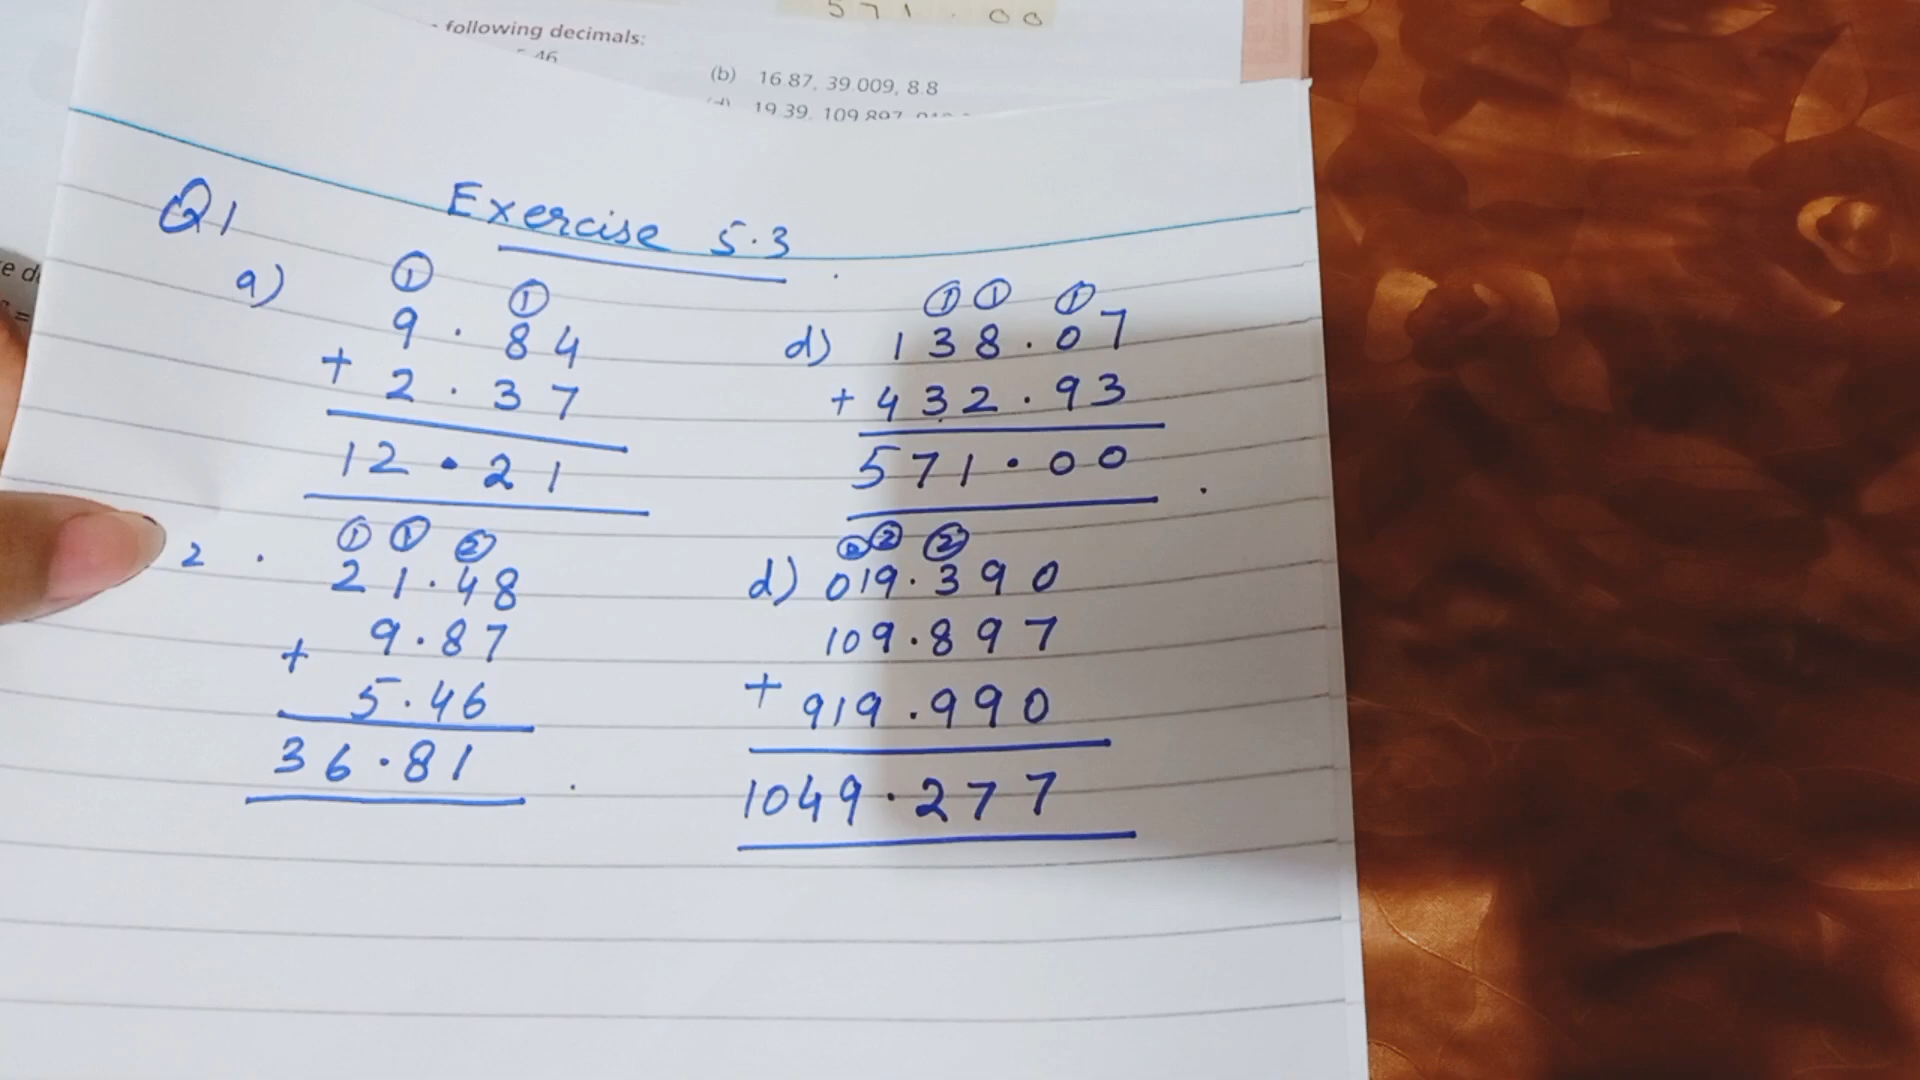 571.00
following decimals:
.46
(b) 16.87, 39.009, 8.8
(d) 19.39, 109.897,
e d
=
Exercise 5.3
Q1
a)
① ①
9.84
+ 2.37
12.21
d)
① ① ①
138.07
+ 432.93
571.00
2.
① ① ②
21.48
9.87
+ 5.46
36.81
d)
② ②
019.390
109.897
+ 919.990
1049.277